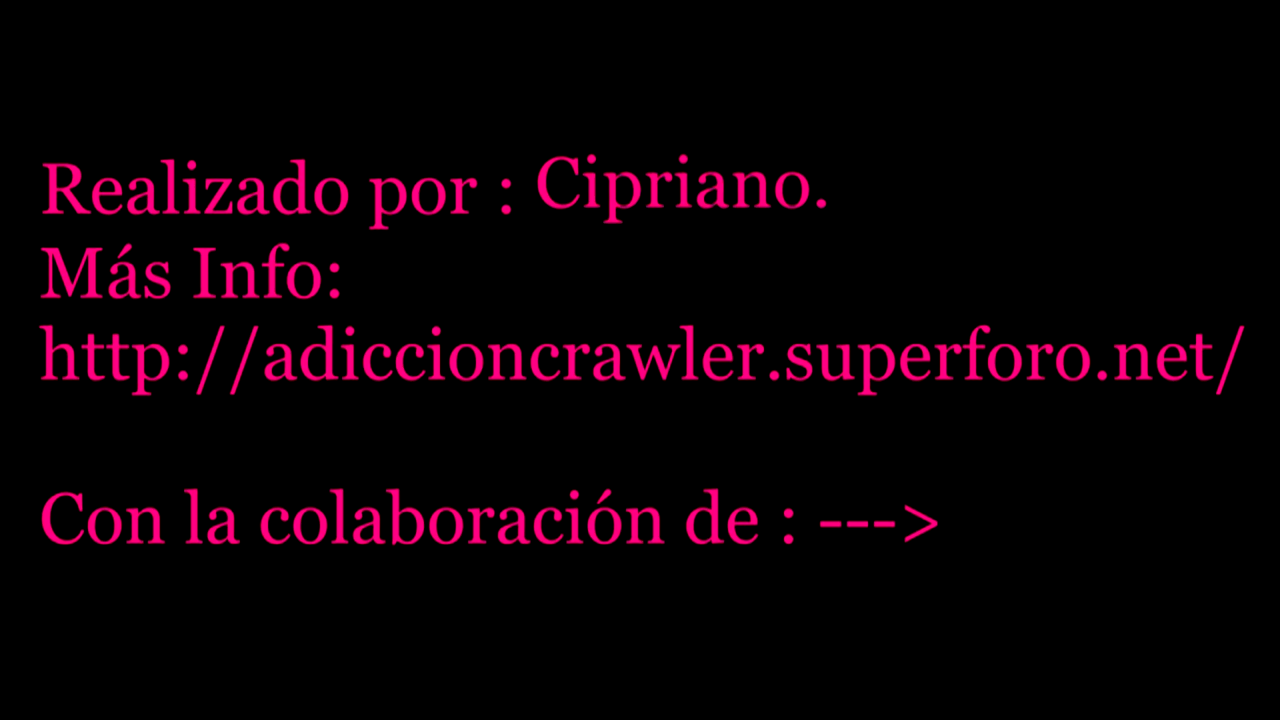 Realizado por : Cipriano.
Más Info:
http://adiccioncrawler.superforo.net/
Con la colaboración de : --->